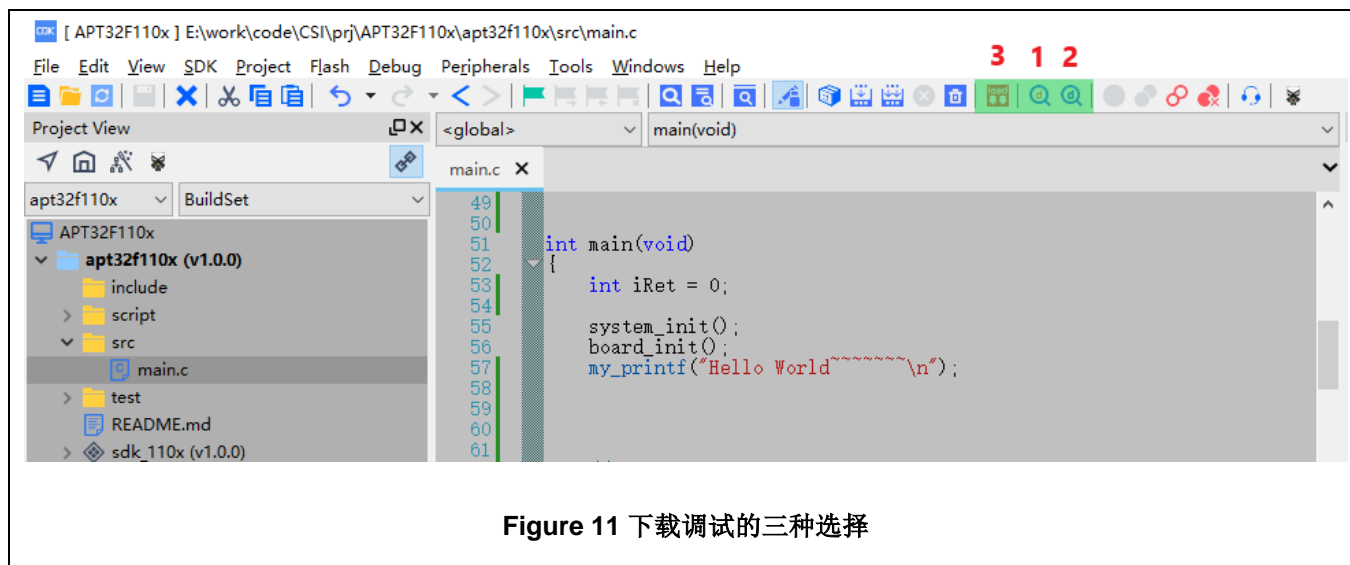 CDK [ APT32F110x ] E:\work\code\CSI\prj\APT32F110x\apt32f110x\src\main.c
File Edit View SDK Project Flash Debug Peripherals Tools Windows Help
3 1 2
load d d
Project View
<global> main(void)
main.c
apt32f110x BuildSet
APT32F110x
apt32f110x (v1.0.0)
include
script
src
C main.c
test
README.md
sdk_110x (v1.0.0)
49
50
51 int main(void)
52 {
53 int iRet = 0;
54
55 system_init();
56 board_init();
57 my_printf("Hello World~~~~~~~\n");
58
59
60
61
Figure 11 下载调试的三种选择